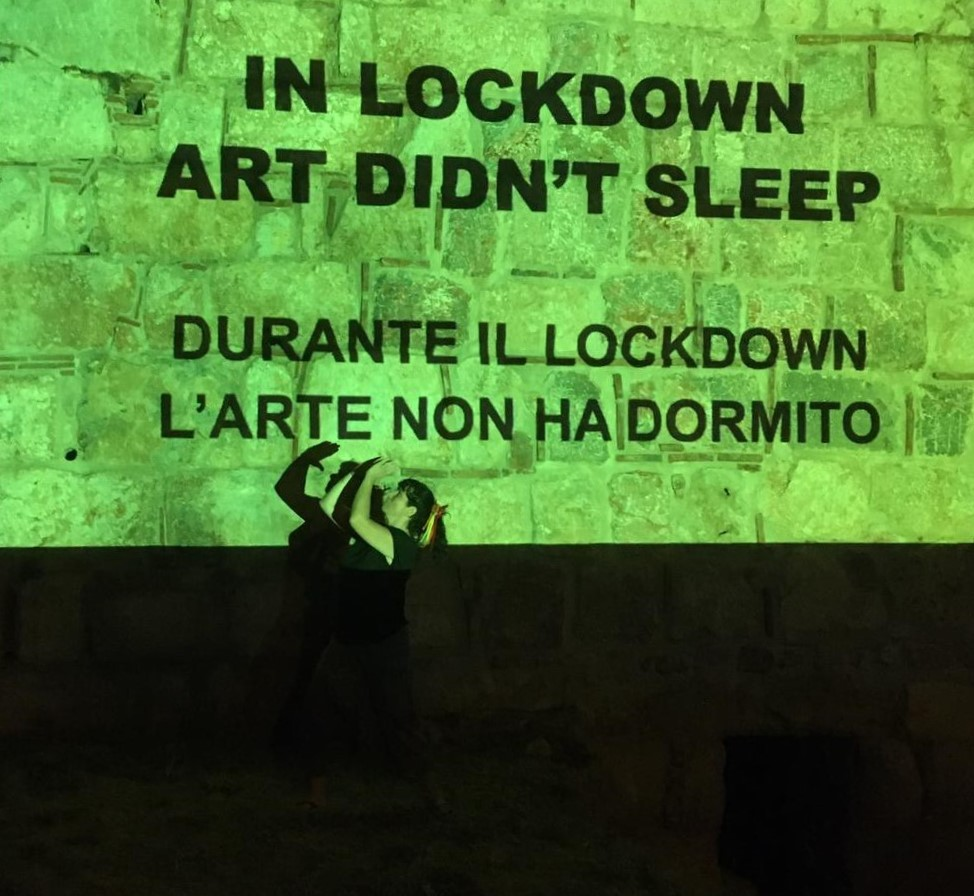 IN LOCKDOWN
ART DIDN'T SLEEP
DURANTE IL LOCKDOWN
L'ARTE NON HA DORMITO